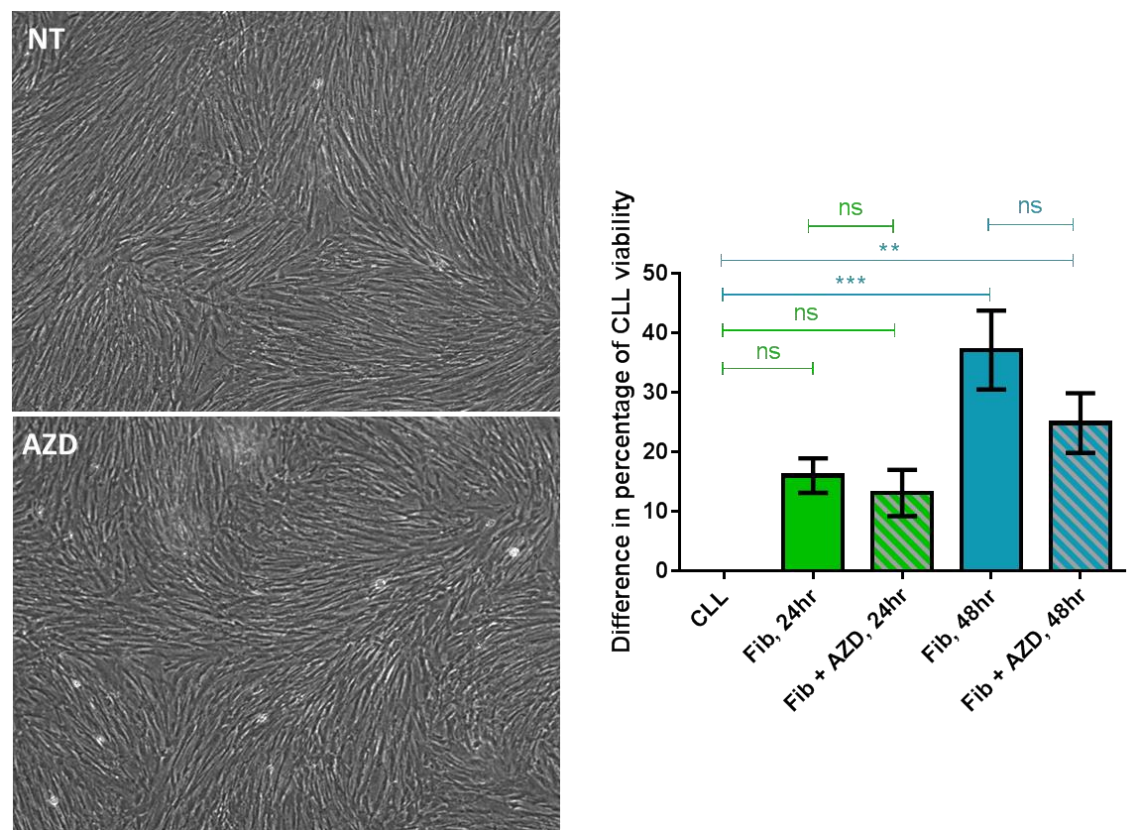 NT
AZD
Difference in percentage of CLL viability
50
40
30
20
10
0
ns
ns
**
***
ns
ns
CLL
Fib, 24hr
Fib + AZD, 24hr
Fib, 48hr
Fib + AZD, 48hr